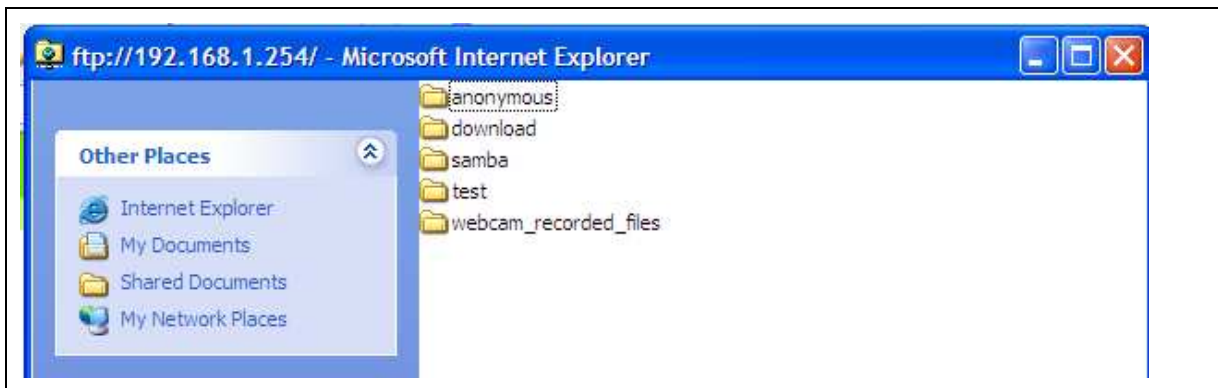 ftp://192.168.1.254/ - Microsoft Internet Explorer
Other Places
Internet Explorer
My Documents
Shared Documents
My Network Places
anonymous
download
samba
test
webcam_recorded_files